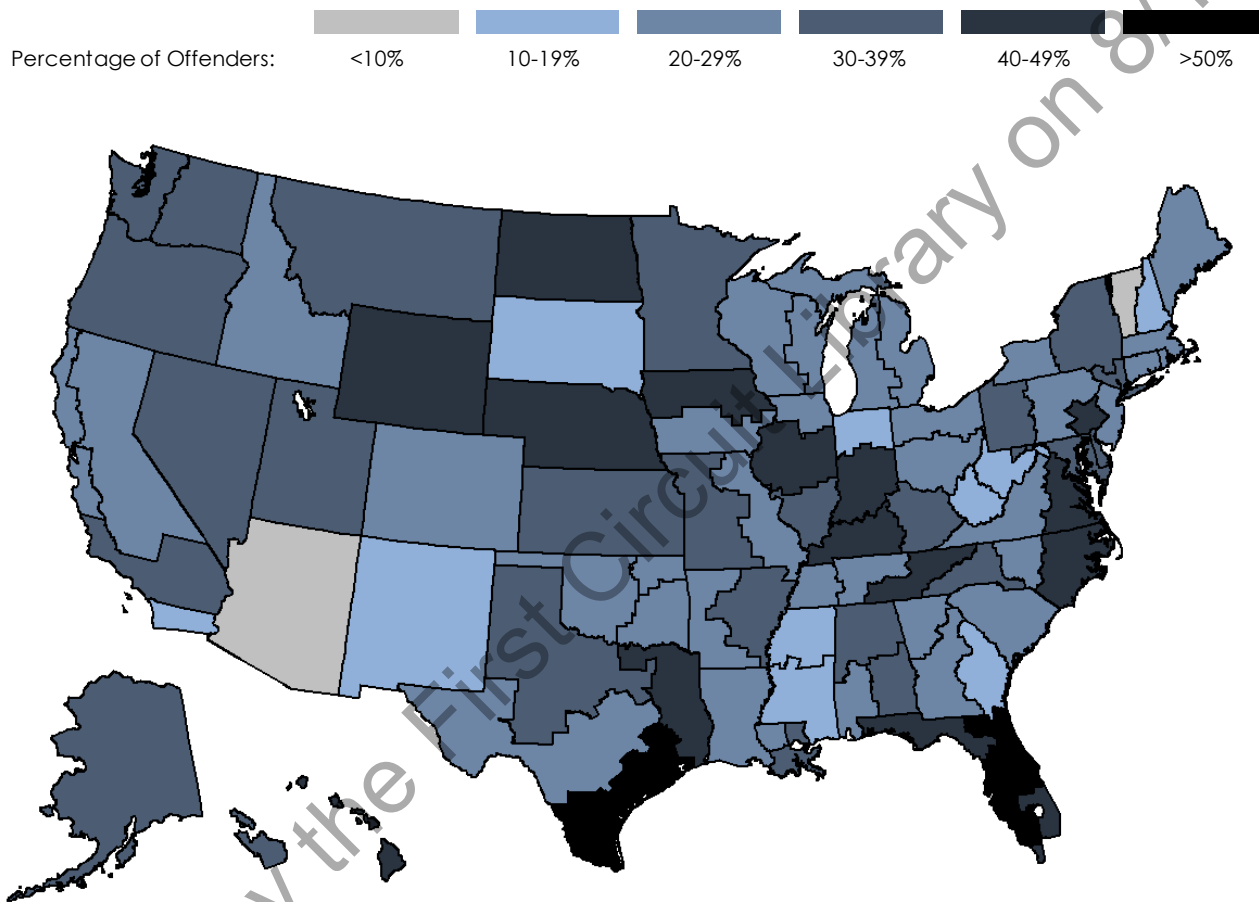 Percentage of Offenders: <10% 10-19% 20-29% 30-39% 40-49% >50%
y the First Circuit Library on 8/1